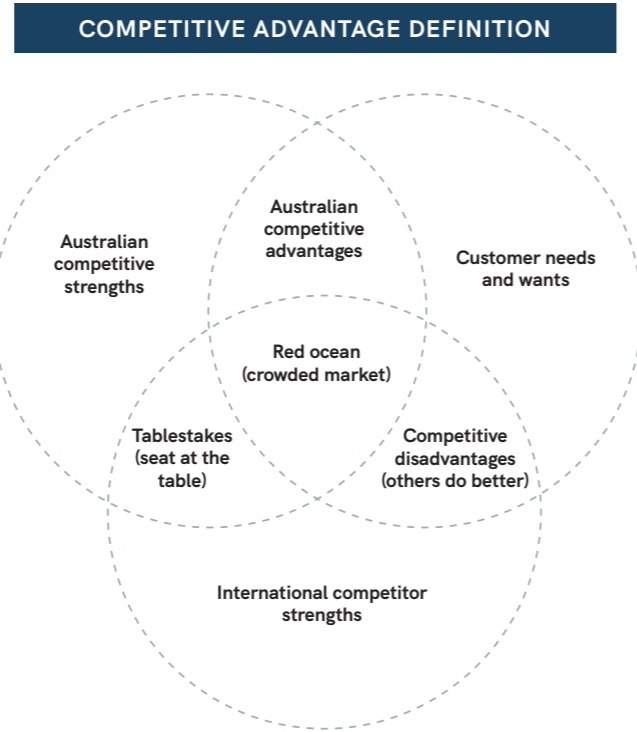 COMPETITIVE ADVANTAGE DEFINITION
Australian
competitive
advantages
Australian
competitive
strengths
Customer needs
and wants
Red ocean
(crowded market)
Tablestakes
(seat at the
table)
Competitive
disadvantages
(others do better)
International competitor
strengths